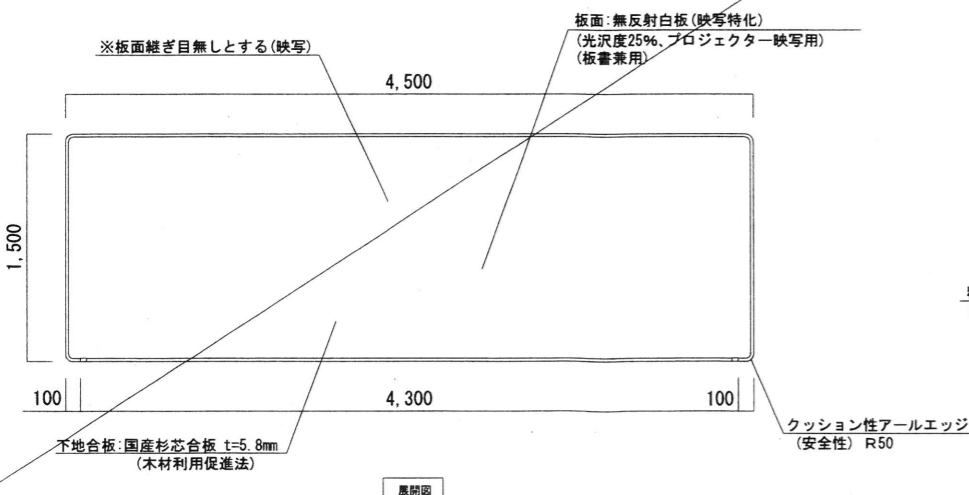 板面:無反射白板(映写特化)
(光沢度25%、プロジェクター映写用)
(板書兼用)
※板面継ぎ目無しとする(映写)
4,500
1,500
100
4,300
100
クッション性アールエッジ
(安全性) R50
下地合板:国産杉芯合板 t=5.8mm
(木材利用促進法)
展開図